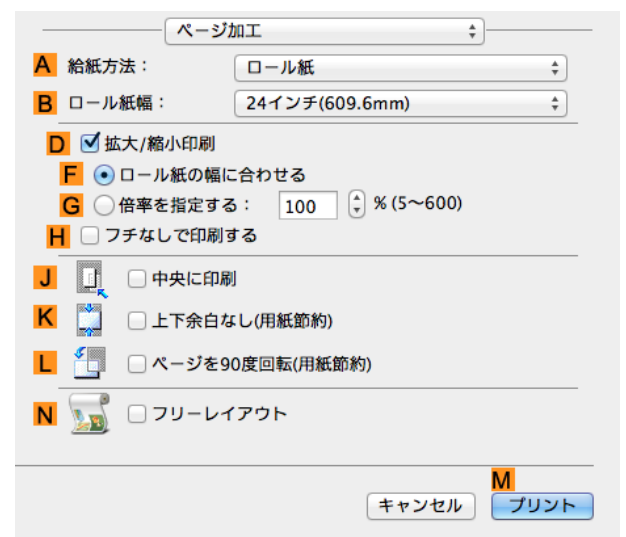 ページ加工
A 給紙方法： ロール紙
B ロール紙幅： 24インチ(609.6mm)
D 拡大/縮小印刷
F ロール紙の幅に合わせる
G 倍率を指定する： 100 % (5〜600)
H フチなしで印刷する
J 中央に印刷
K 上下余白なし(用紙節約)
L ページを90度回転(用紙節約)
N フリーレイアウト
M
キャンセル プリント